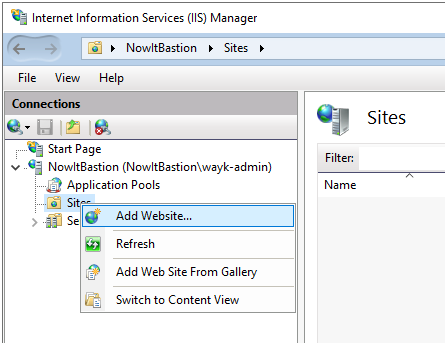 Internet Information Services (IIS) Manager
NowItBastion
Sites
File View Help
Connections
Start Page
NowItBastion (NowItBastion\wayk-admin)
Application Pools
Sites
Se
Add Website...
Refresh
Add Web Site From Gallery
Switch to Content View
Sites
Filter:
Name